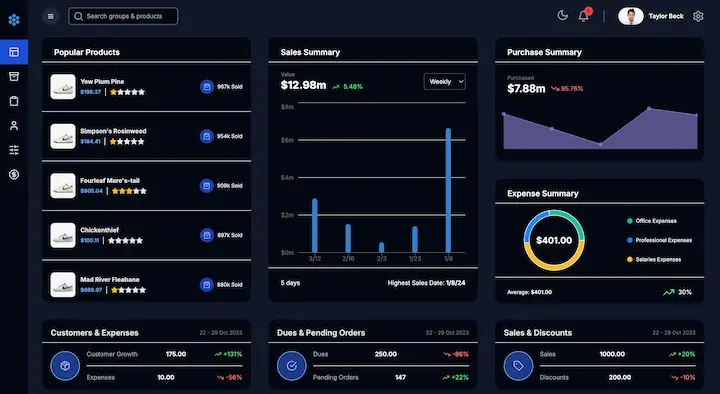 Search groups & products
1
Taylor Beck
Popular Products
Yew Plum Pine
$198.27
967k Sold
Simpson's Rosinweed
$184.41
954k Sold
Fourleaf Mare's-tail
$905.04
909k Sold
Chickenthief
$100.11
897k Sold
Mad River Fleabane
$669.97
880k Sold
Sales Summary
Value
$12.98m
5.48%
Weekly
$8m
$6m
$4m
$2m
$0m
3/12
2/16
2/3
1/23
1/8
5 days
Highest Sales Date: 1/8/24
Purchase Summary
Purchased
$7.88m
95.76%
Expense Summary
$401.00
Office Expenses
Professional Expenses
Salaries Expenses
Average: $401.00
30%
Customers & Expenses
22 - 29 Oct 2023
Customer Growth 175.00 +131%
Expenses 10.00 -56%
Dues & Pending Orders
22 - 29 Oct 2023
Dues 250.00 -86%
Pending Orders 147 +22%
Sales & Discounts
22 - 29 Oct 2023
Sales 1000.00 +20%
Discounts 200.00 -10%